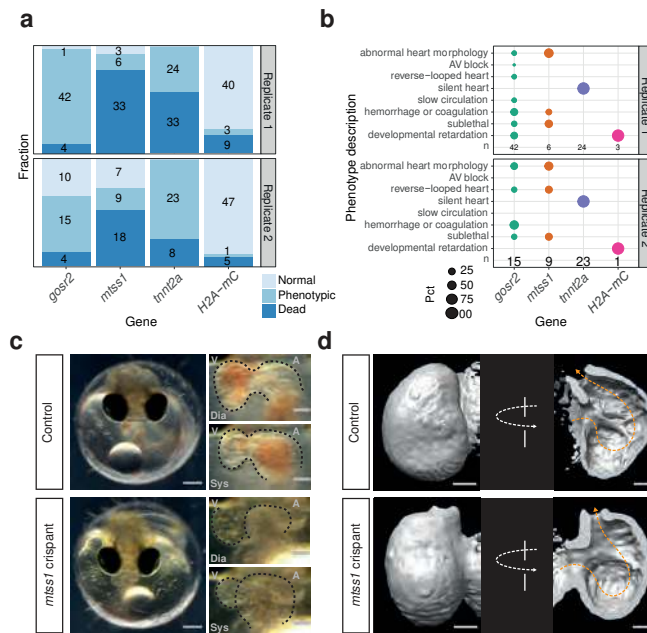 a
1
3
6
24
40
42
33
33
3
4
9
Replicate 1
10
7
15
9
23
47
4
18
8
1
5
Replicate 2
Fraction
gosr2
mtss1
tnnt2a
H2A-mC
Gene
Normal
Phenotypic
Dead
b
abnormal heart morphology
AV block
reverse-looped heart
silent heart
slow circulation
hemorrhage or coagulation
sublethal
developmental retardation
n
42
6
24
3
Replicate 1
abnormal heart morphology
AV block
reverse-looped heart
silent heart
slow circulation
hemorrhage or coagulation
sublethal
developmental retardation
n
15
9
23
1
Replicate 2
Phenotype description
gosr2
mtss1
tnnt2a
H2A-mC
Gene
Pct
25
50
75
00
c
Control
V
A
Dia
Sys
mtss1 crispant
V
A
Dia
Sys
d
Control
mtss1 crispant